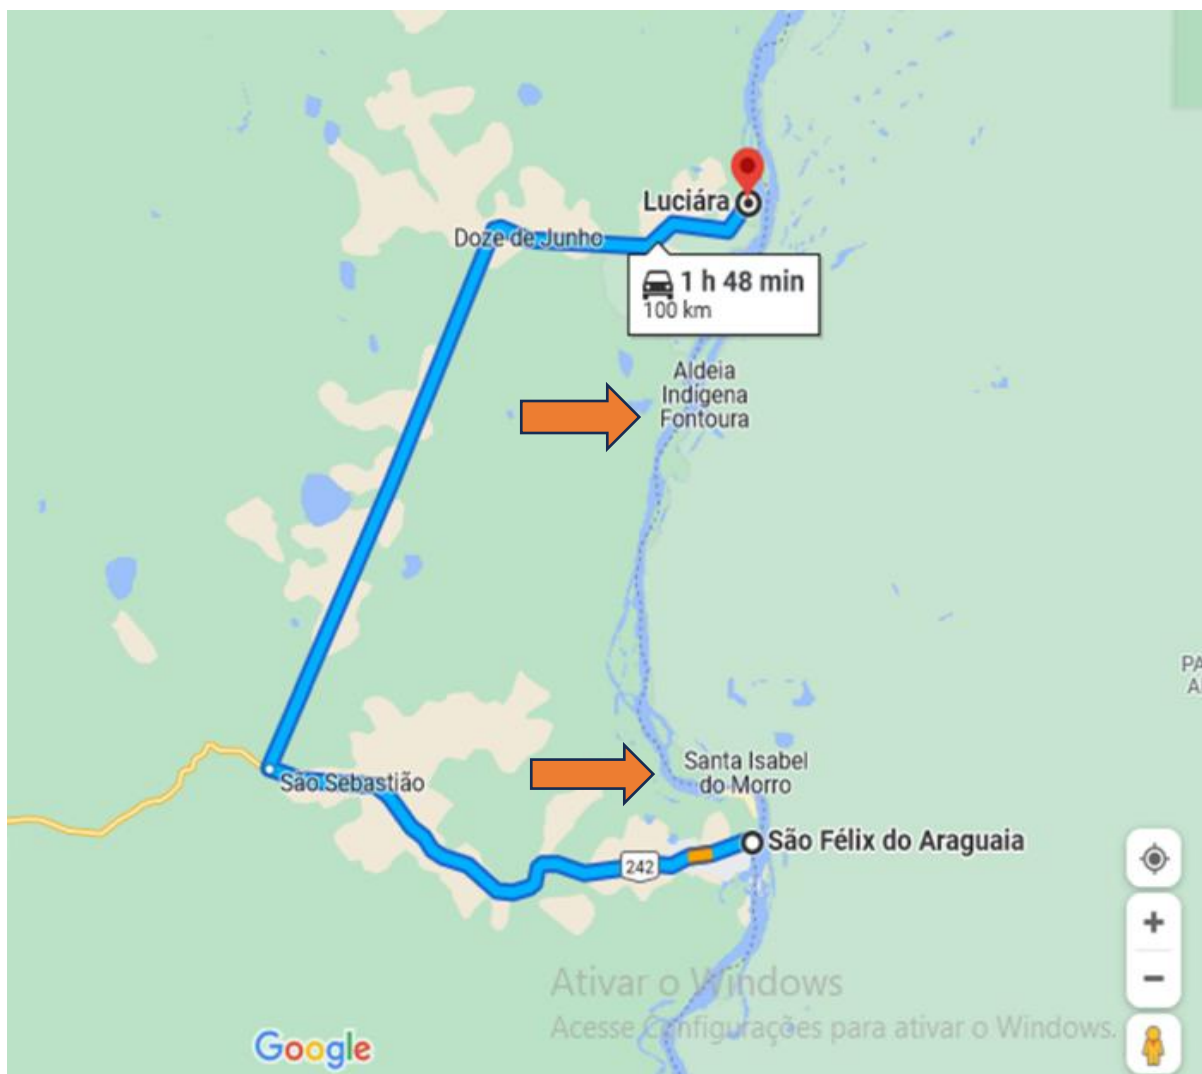 Luciára
Doze de Junho
1 h 48 min
100 km
Aldeia
Indígena
Fontoura
PA
A
Santa Isabel
do Morro
São Sebastião
São Félix do Araguaia
242
Ativar o Windows
Acesse Configurações para ativar o Windows.
Google